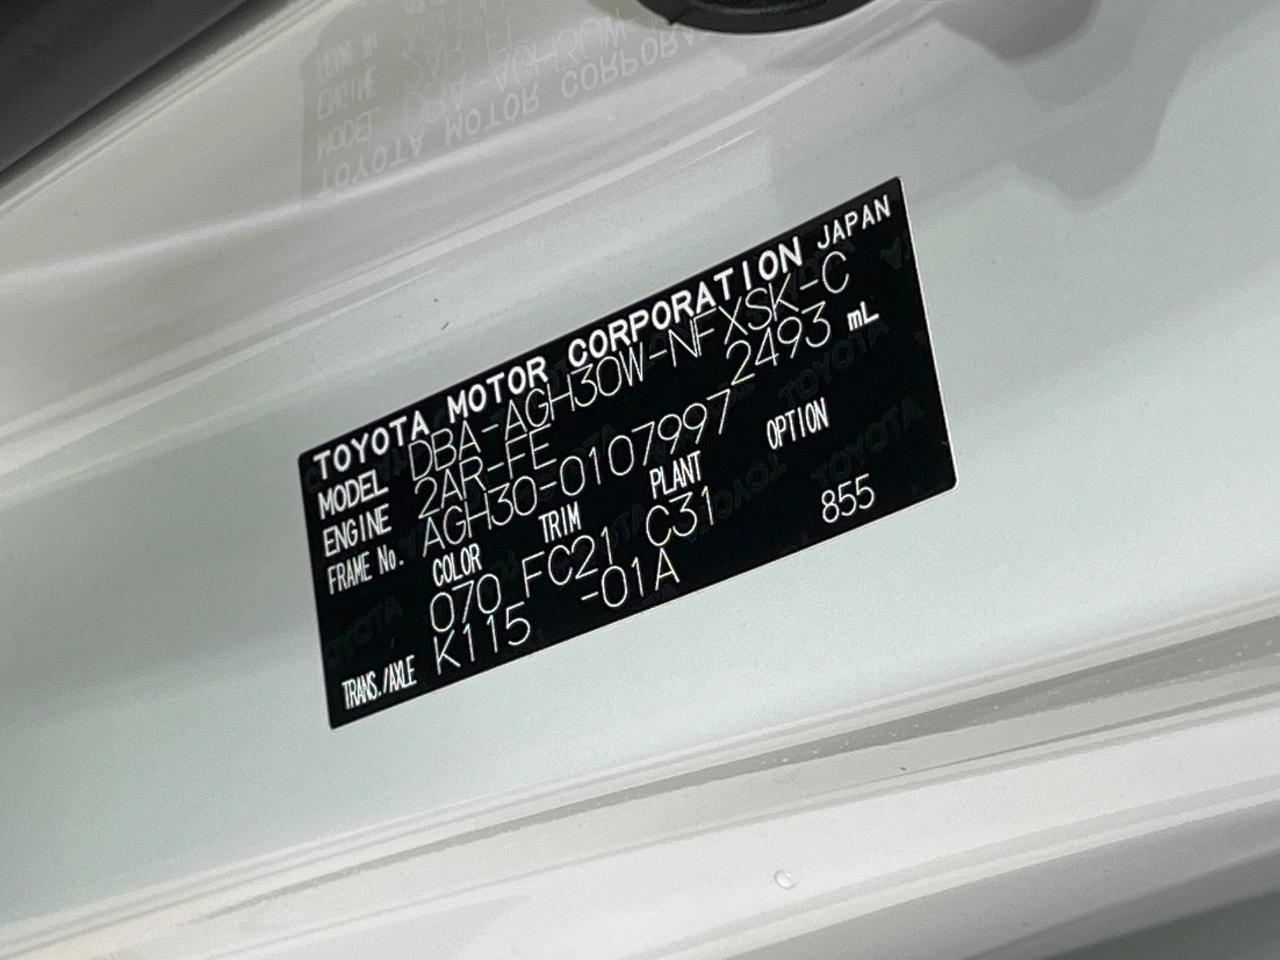 TOYOTA MOTOR CORPORATION JAPAN
MODEL DBA-AGH30W-NFXSK-C
ENGINE 2AR-FE 2493 mL
FRAME No. AGH30-0107997
COLOR TRIM PLANT OPTION
070 FC21 C31 855
TRANS./AXLE K115 -01A